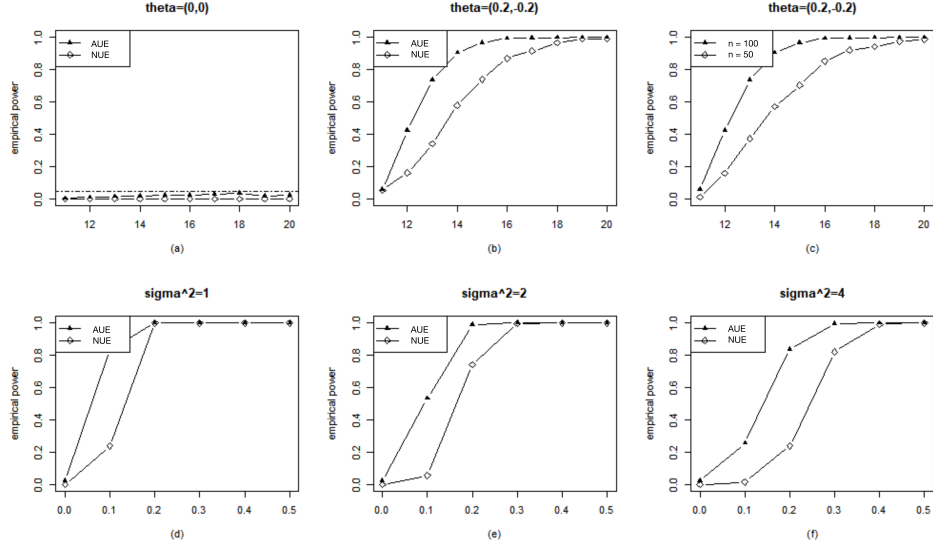 theta=(0,0)
empirical power
0.0 0.2 0.4 0.6 0.8 1.0
AUE
NUE
12 14 16 18 20
(a)
theta=(0.2,-0.2)
empirical power
0.0 0.2 0.4 0.6 0.8 1.0
AUE
NUE
12 14 16 18 20
(b)
theta=(0.2,-0.2)
empirical power
0.0 0.2 0.4 0.6 0.8 1.0
n = 100
n = 50
12 14 16 18 20
(c)
sigma^2=1
empirical power
0.0 0.2 0.4 0.6 0.8 1.0
AUE
NUE
0.0 0.1 0.2 0.3 0.4 0.5
(d)
sigma^2=2
empirical power
0.0 0.2 0.4 0.6 0.8 1.0
AUE
NUE
0.0 0.1 0.2 0.3 0.4 0.5
(e)
sigma^2=4
empirical power
0.0 0.2 0.4 0.6 0.8 1.0
AUE
NUE
0.0 0.1 0.2 0.3 0.4 0.5
(f)